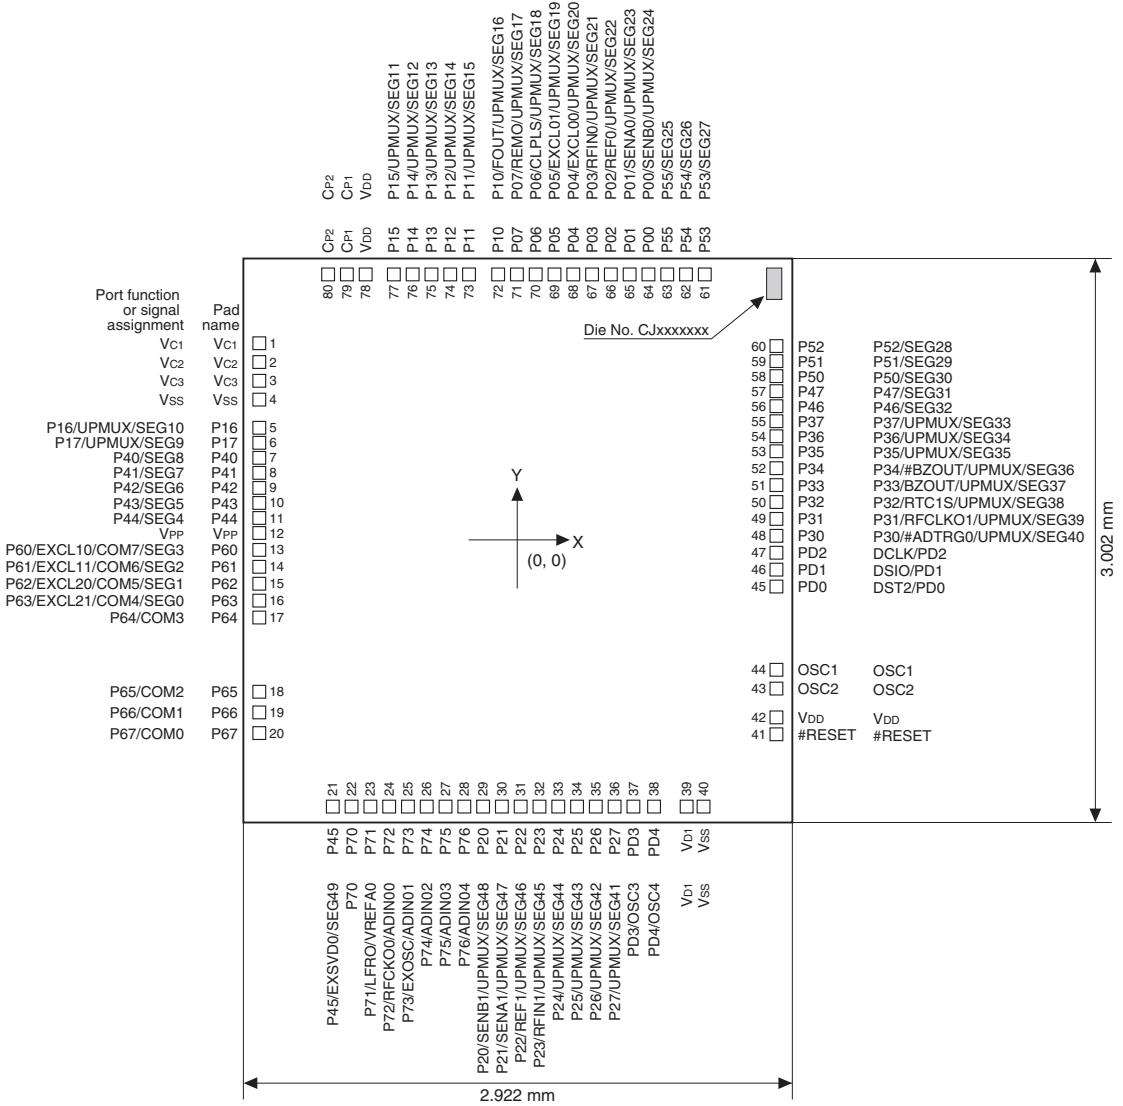 CP2
CP1
VDD
P15/UPMUX/SEG11
P14/UPMUX/SEG12
P13/UPMUX/SEG13
P12/UPMUX/SEG14
P11/UPMUX/SEG15
P10/FOUT/UPMUX/SEG16
P07/REMO/UPMUX/SEG17
P06/CLPLS/UPMUX/SEG18
P05/EXCL01/UPMUX/SEG19
P04/EXCL00/UPMUX/SEG20
P03/RFIN0/UPMUX/SEG21
P02/REF0/UPMUX/SEG22
P01/SENA0/UPMUX/SEG23
P00/SENB0/UPMUX/SEG24
P55/SEG25
P54/SEG26
P53/SEG27
CP2
CP1
VDD
P15
P14
P13
P12
P11
P10
P07
P06
P05
P04
P03
P02
P01
P00
P55
P54
P53
80
79
78
77
76
75
74
73
72
71
70
69
68
67
66
65
64
63
62
61
Die No. CJxxxxxxx
Port function
or signal
assignment
Pad
name
VC1 VC1 1
VC2 VC2 2
VC3 VC3 3
VSS VSS 4
P16/UPMUX/SEG10 P16 5
P17/UPMUX/SEG9 P17 6
P40/SEG8 P40 7
P41/SEG7 P41 8
P42/SEG6 P42 9
P43/SEG5 P43 10
P44/SEG4 P44 11
VPP VPP 12
P60/EXCL10/COM7/SEG3 P60 13
P61/EXCL11/COM6/SEG2 P61 14
P62/EXCL20/COM5/SEG1 P62 15
P63/EXCL21/COM4/SEG0 P63 16
P64/COM3 P64 17
P65/COM2 P65 18
P66/COM1 P66 19
P67/COM0 P67 20
Y
X
(0, 0)
60 P52 P52/SEG28
59 P51 P51/SEG29
58 P50 P50/SEG30
57 P47 P47/SEG31
56 P46 P46/SEG32
55 P37 P37/UPMUX/SEG33
54 P36 P36/UPMUX/SEG34
53 P35 P35/UPMUX/SEG35
52 P34 P34/#BZOUT/UPMUX/SEG36
51 P33 P33/BZOUT/UPMUX/SEG37
50 P32 P32/RTC1S/UPMUX/SEG38
49 P31 P31/RFCLKO1/UPMUX/SEG39
48 P30 P30/#ADTRG0/UPMUX/SEG40
47 PD2 DCLK/PD2
46 PD1 DSIO/PD1
45 PD0 DST2/PD0
44 OSC1 OSC1
43 OSC2 OSC2
42 VDD VDD
41 #RESET #RESET
3.002 mm
21
22
23
24
25
26
27
28
29
30
31
32
33
34
35
36
37
38
39
40
P45
P70
P71
P72
P73
P74
P75
P76
P20
P21
P22
P23
P24
P25
P26
P27
PD3
PD4
VD1
VSS
P45/EXSVD0/SEG49
P70
P71/LFRO/VREFA0
P72/RFCKO0/ADIN00
P73/EXOSC/ADIN01
P74/ADIN02
P75/ADIN03
P76/ADIN04
P20/SENB1/UPMUX/SEG48
P21/SENA1/UPMUX/SEG47
P22/REF1/UPMUX/SEG46
P23/RFIN1/UPMUX/SEG45
P24/UPMUX/SEG44
P25/UPMUX/SEG43
P26/UPMUX/SEG42
P27/UPMUX/SEG41
PD3/OSC3
PD4/OSC4
VD1
VSS
2.922 mm